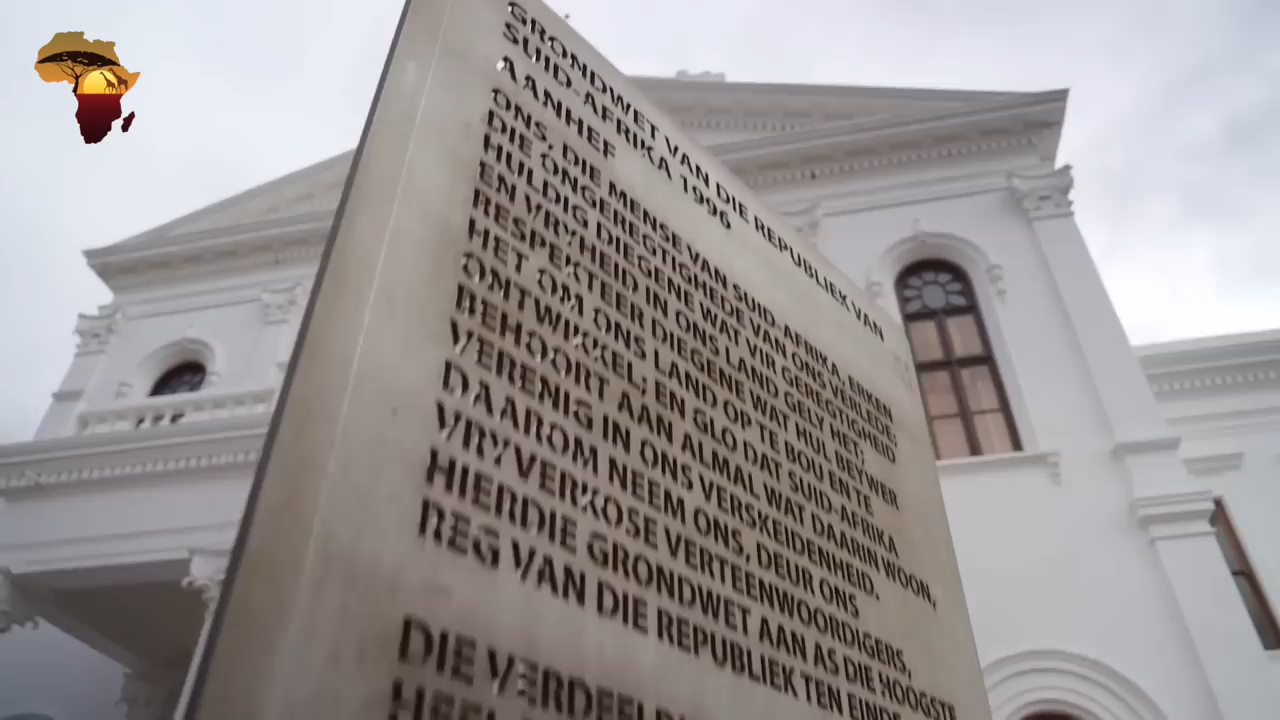 GRONDWET VAN DIE REPUBLIEK VAN
SUID-AFRIKA 1996
AANHEF
ONS, DIE MENSE VAN SUID-AFRIKA, ERKEN
DIE ONGEREGTIGHEDE VAN ONS VERLEDE;
HULDIG DIEGENE WAT VIR GEREGTIGHEID
EN VRYHEID IN ONS LAND GELY HET;
RESPEKTEER DIEGENE WAT HUL BEYWER
HET OM ONS LAND OP TE BOU EN TE
ONTWIKKEL; EN GLO DAT SUID-AFRIKA
BEHOORT AAN ALMAL WAT DAARIN WOON,
VERENIG IN ONS VERSKEIDENHEID.
DAAROM NEEM ONS, DEUR ONS
VRYVERKOSE VERTEENWOORDIGERS,
HIERDIE GRONDWET AAN AS DIE HOOGSTE
REG VAN DIE REPUBLIEK TEN EINDE
DIE